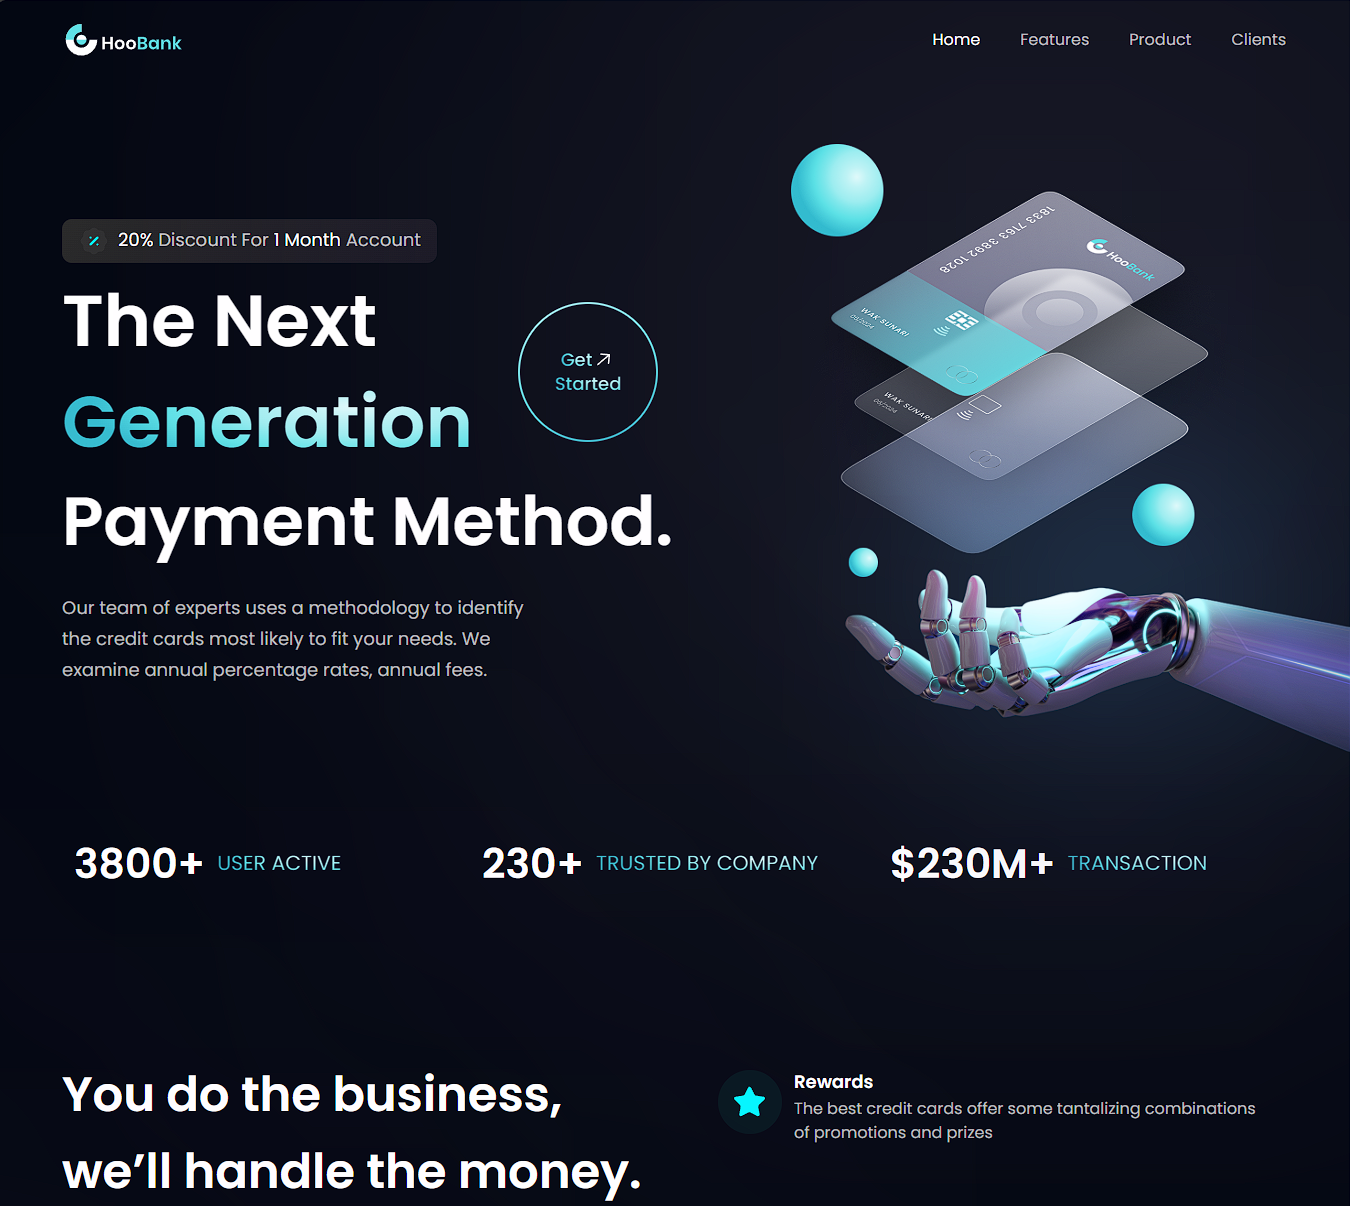 HooBank
Home Features Product Clients
20% Discount For 1 Month Account
The Next
Generation
Payment Method.
Get
Started
Our team of experts uses a methodology to identify
the credit cards most likely to fit your needs. We
examine annual percentage rates, annual fees.
1833 7163 3892 1028
HooBank
WAK SUNARI
09/2024
WAK SUNARI
09/2024
3800+ USER ACTIVE
230+ TRUSTED BY COMPANY
$230M+ TRANSACTION
You do the business,
we’ll handle the money.
Rewards
The best credit cards offer some tantalizing combinations
of promotions and prizes